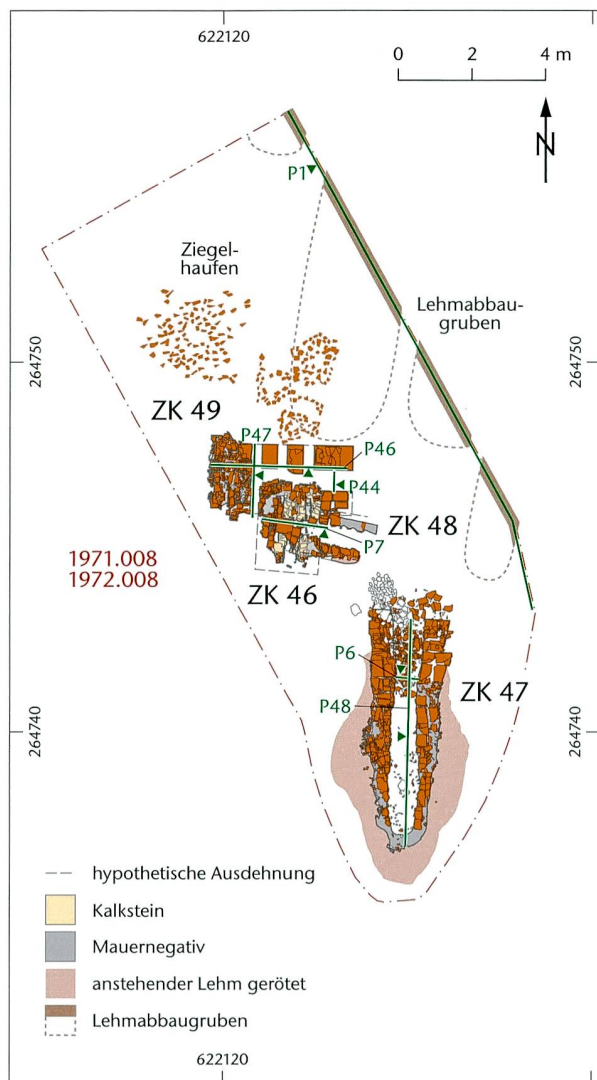 622120
0 2 4 m
N
P1
Ziegel-
haufen
Lehmabbau-
gruben
264750
264750
ZK 49
P47
P46
P44
ZK 48
P7
1971.008
1972.008
ZK 46
P6
ZK 47
P48
264740
264740
hypothetische Ausdehnung
Kalkstein
Mauernegativ
anstehender Lehm gerötet
Lehmabbaugruben
622120